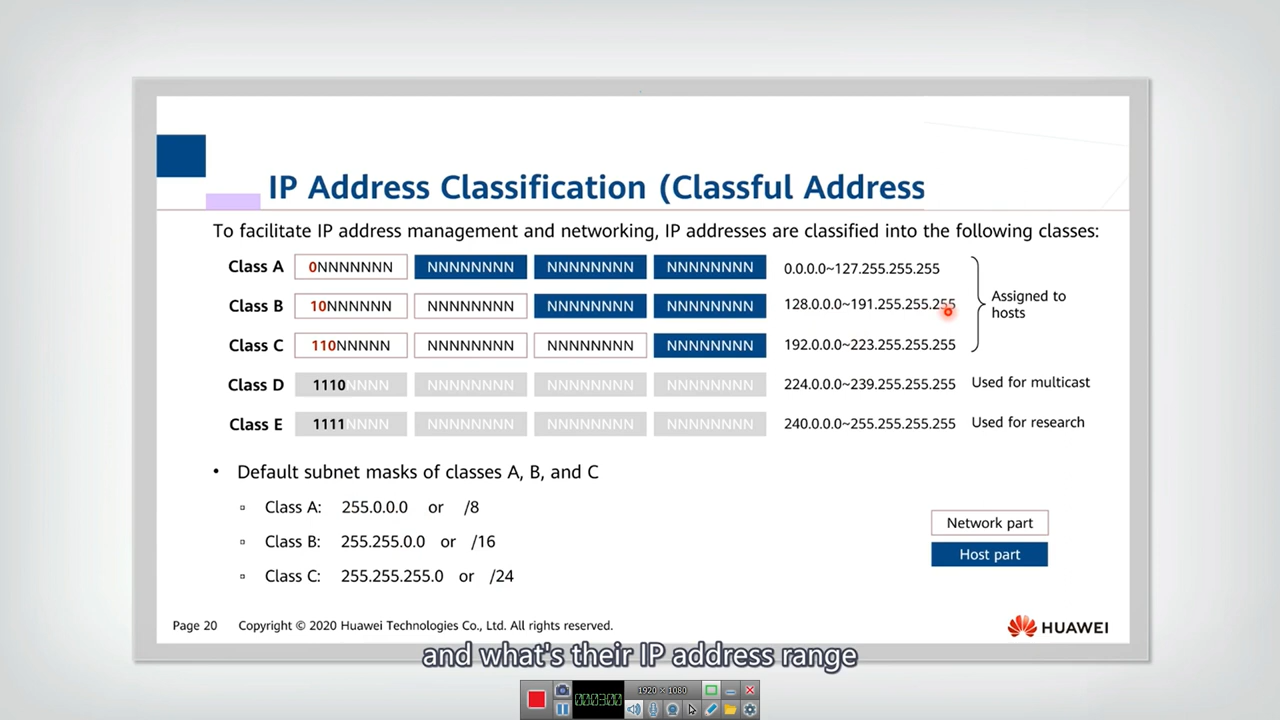 IP Address Classification (Classful Address
To facilitate IP address management and networking, IP addresses are classified into the following classes:
Class A 0NNNNNNN NNNNNNNN NNNNNNNN NNNNNNNN 0.0.0.0~127.255.255.255
Class B 10NNNNNN NNNNNNNN NNNNNNNN NNNNNNNN 128.0.0.0~191.255.255.255
Assigned to
hosts
Class C 110NNNNN NNNNNNNN NNNNNNNN NNNNNNNN 192.0.0.0~223.255.255.255
Class D 1110NNNN NNNNNNNN NNNNNNNN NNNNNNNN 224.0.0.0~239.255.255.255 Used for multicast
Class E 1111NNNN NNNNNNNN NNNNNNNN NNNNNNNN 240.0.0.0~255.255.255.255 Used for research
• Default subnet masks of classes A, B, and C
▫ Class A: 255.0.0.0 or /8
▫ Class B: 255.255.0.0 or /16
▫ Class C: 255.255.255.0 or /24
Network part
Host part
Page 20 Copyright © 2020 Huawei Technologies Co., Ltd. All rights reserved.
HUAWEI
and what's their IP address range
000300
1920 × 1080